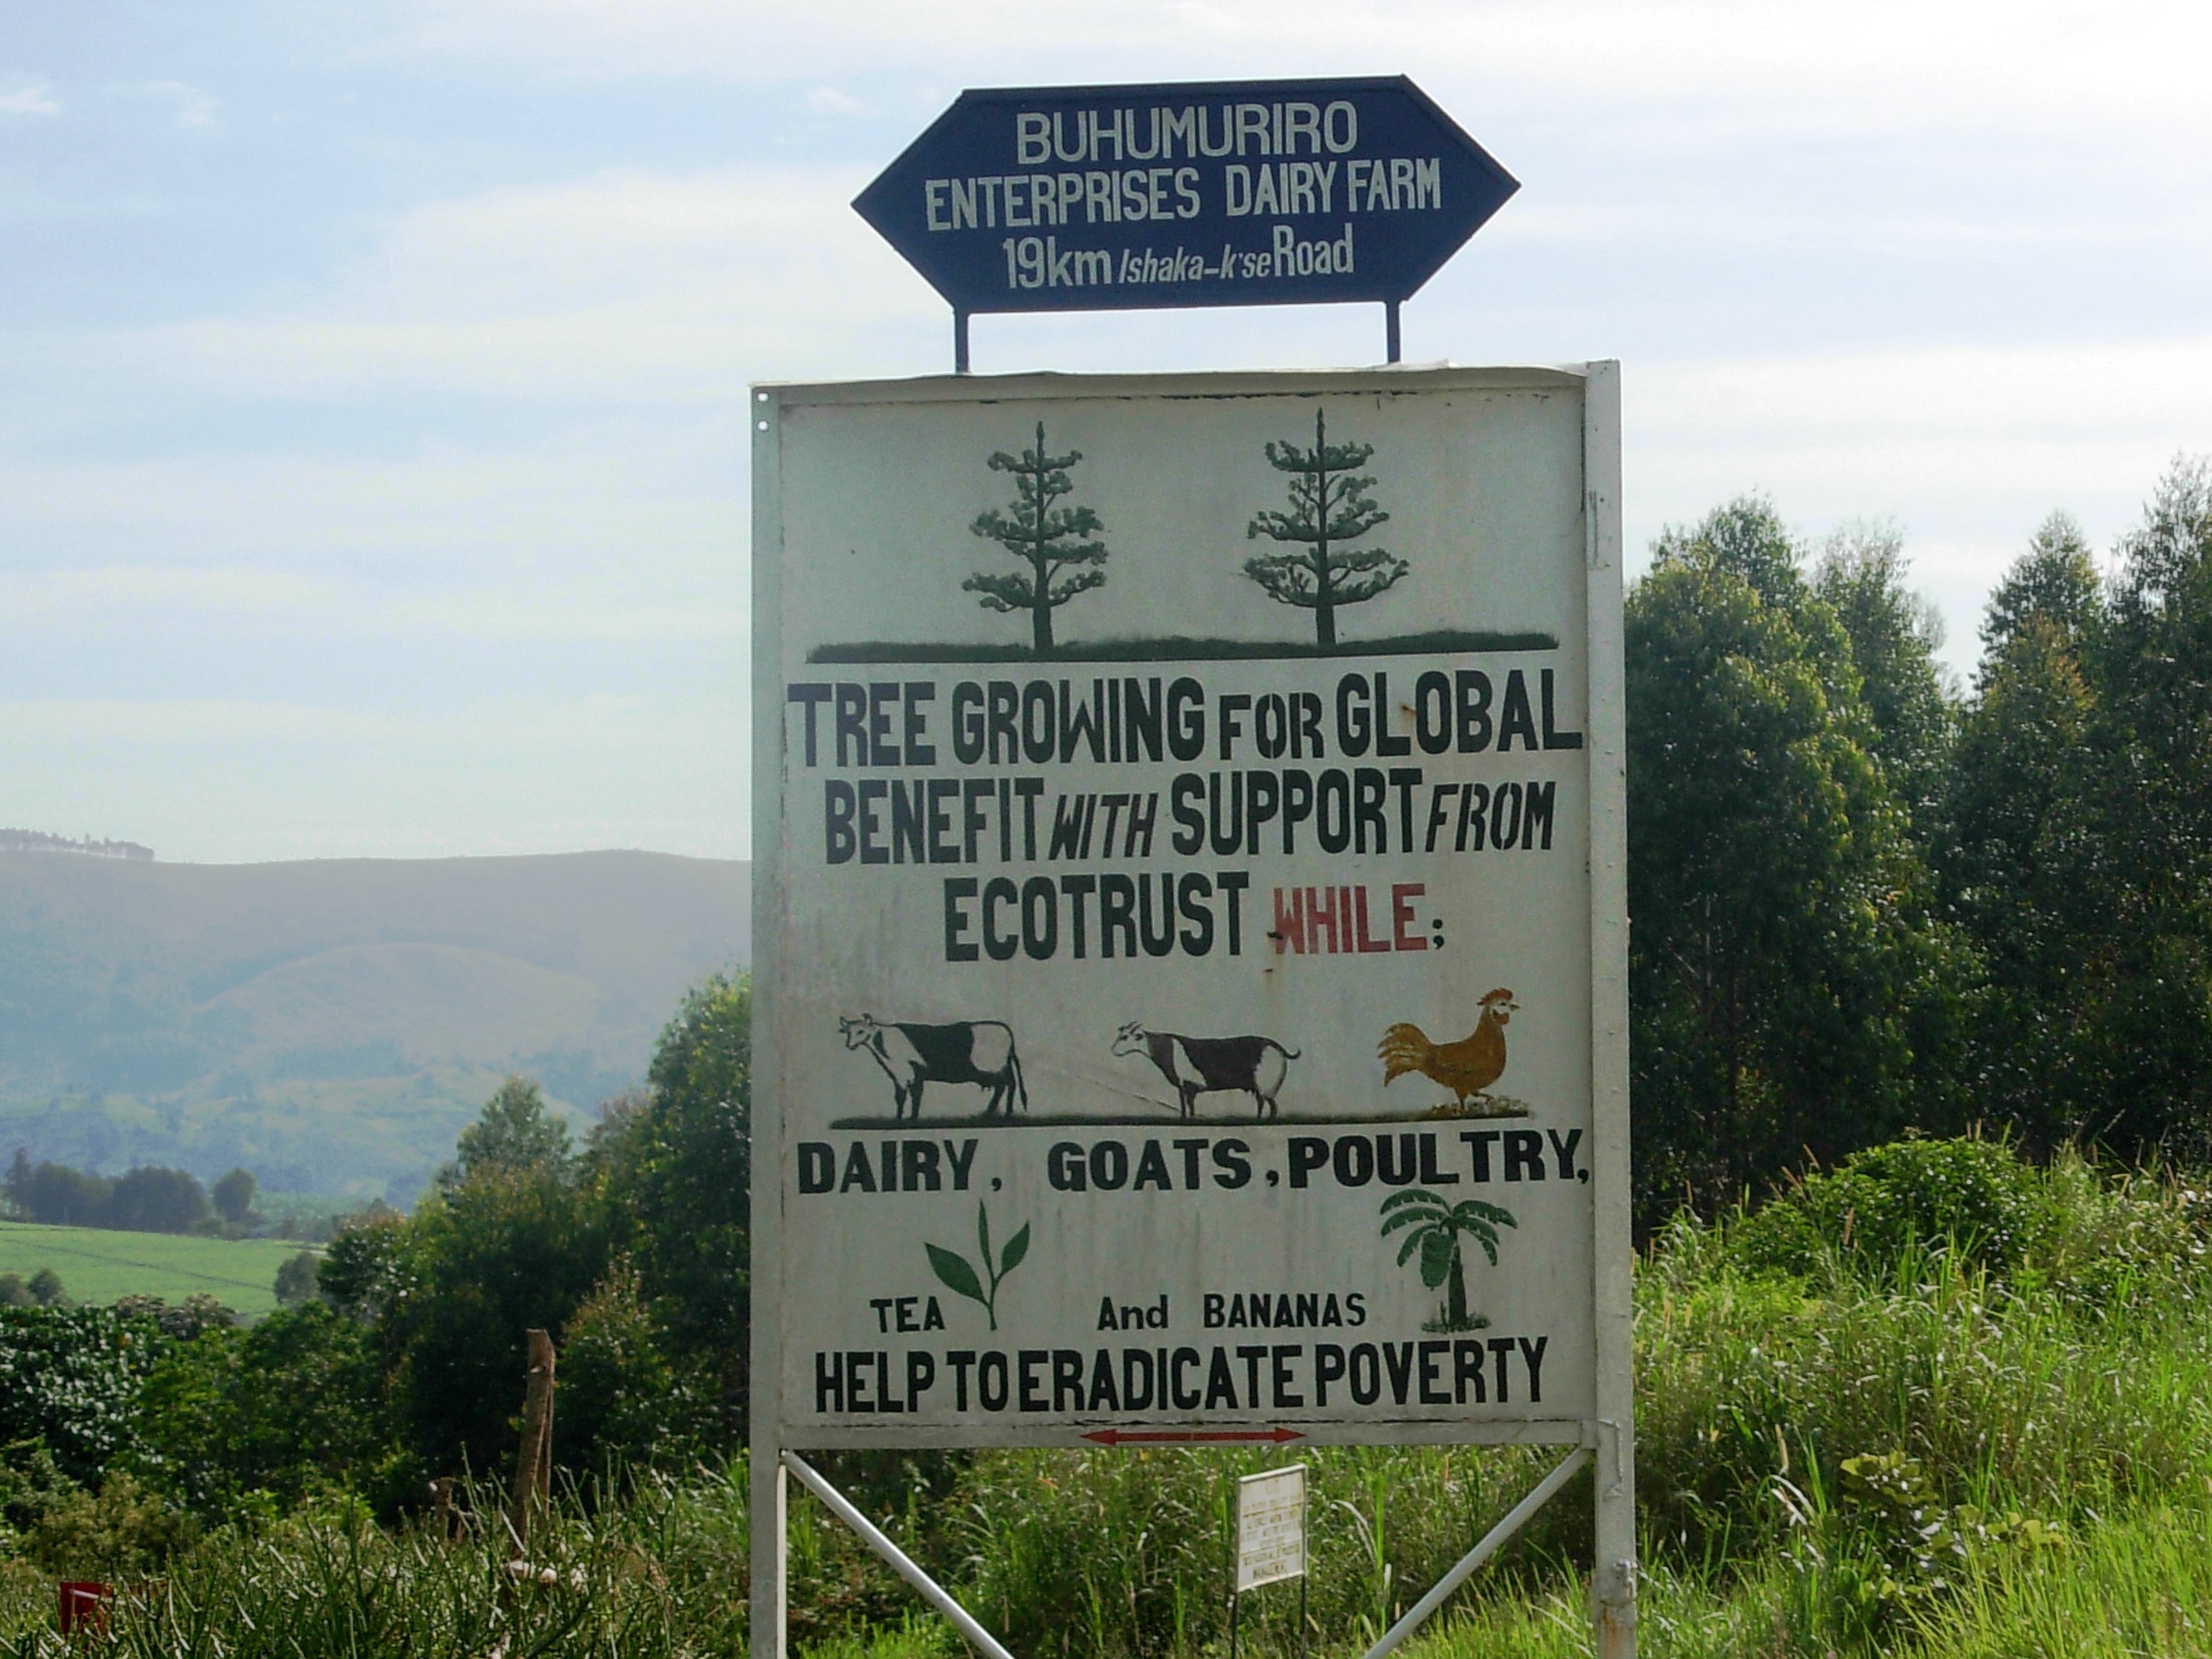 BUHUMURIRO
ENTERPRISES DAIRY FARM
19km Ishaka-k'se Road
TREE GROWING FOR GLOBAL
BENEFIT WITH SUPPORT FROM
ECOTRUST WHILE;
DAIRY, GOATS, POULTRY,
TEA And BANANAS
HELP TO ERADICATE POVERTY